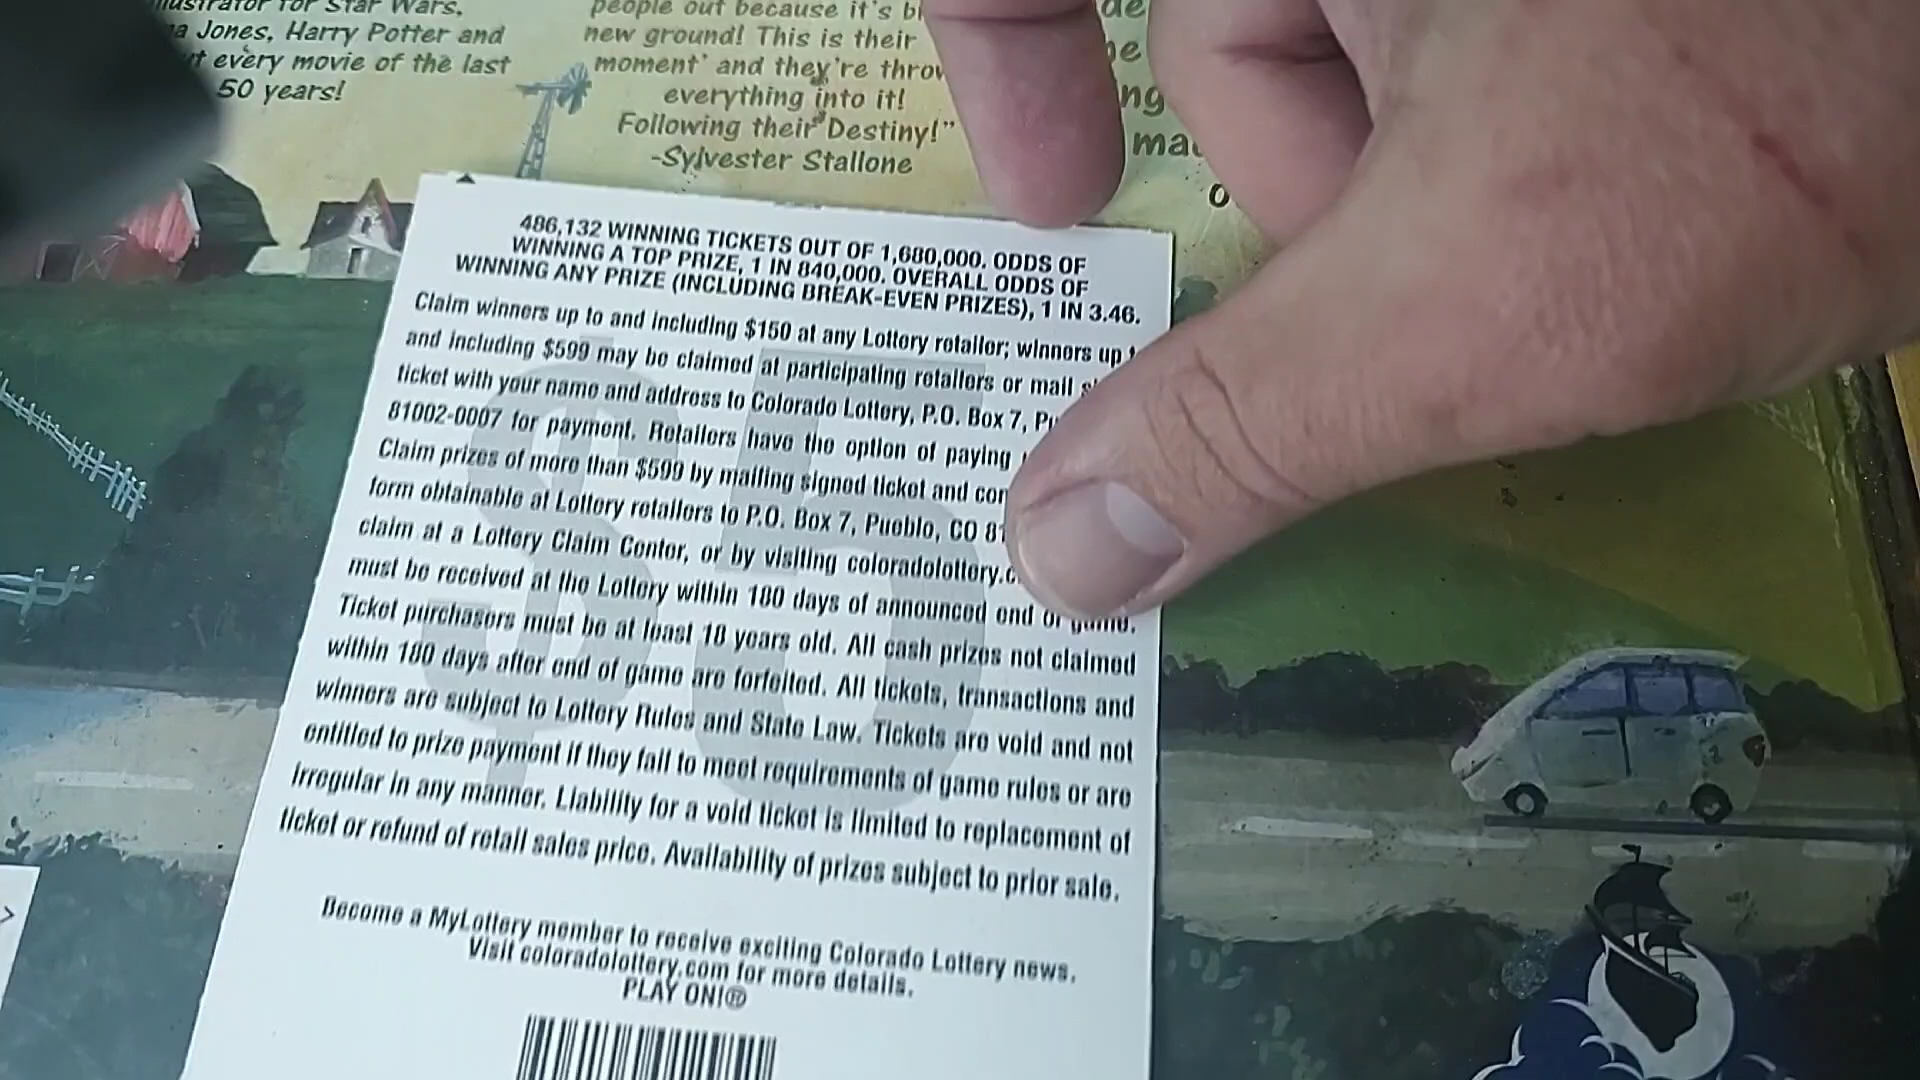 for Star Wars,
Jones, Harry Potter and
every movie of the last
50 years!
people out because it's
new ground! This is their
moment' and they're
everything into it!
Following their Destiny!"
-Sylvester Stallone
486,132 WINNING TICKETS OUT OF 1,680,000. ODDS OF
WINNING A TOP PRIZE, 1 IN 840,000. OVERALL ODDS OF
WINNING ANY PRIZE (INCLUDING BREAK-EVEN PRIZES), 1 IN 3.46.
Claim winners up to and including $150 at any Lottery retailer; winners up
and including $599 may be claimed at participating retailers or mail
ticket with your name and address to Colorado Lottery, P.O. Box 7,
81002-0007 for payment. Retailers have the option of paying
Claim prizes of more than $599 by mailing signed ticket and
form obtainable at Lottery retailers to P.O. Box 7, Pueblo, CO
claim at a Lottery Claim Center, or by visiting coloradolottery.
must be received at the Lottery within 180 days of announced end of game.
Ticket purchasers must be at least 18 years old. All cash prizes not claimed
within 180 days after end of game are forfeited. All tickets, transactions and
winners are subject to Lottery Rules and State Law. Tickets are void and not
entitled to prize payment if they fail to meet requirements of game rules or are
irregular in any manner. Liability for a void ticket is limited to replacement of
ticket or refund of retail sales price. Availability of prizes subject to prior sale.
$5
Become a MyLottery member to receive exciting Colorado Lottery news.
Visit coloradolottery.com for more details.
PLAY ON!®